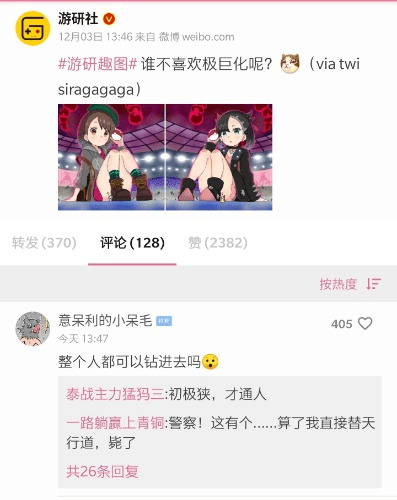 游研社
12月03日 13:46 来自 微博 weibo.com
#游研趣图# 谁不喜欢极巨化呢？（via twi
siragagaga）
转发 (370) 评论 (128) 赞 (2382)
按热度
意呆利的小呆毛
405
今天 13:47
整个人都可以钻进去吗😮
泰战主力猛犸三:初极狭，才通人
一路躺赢上青铜:警察！这有个......算了我直接替天
行道，毙了
共26条回复